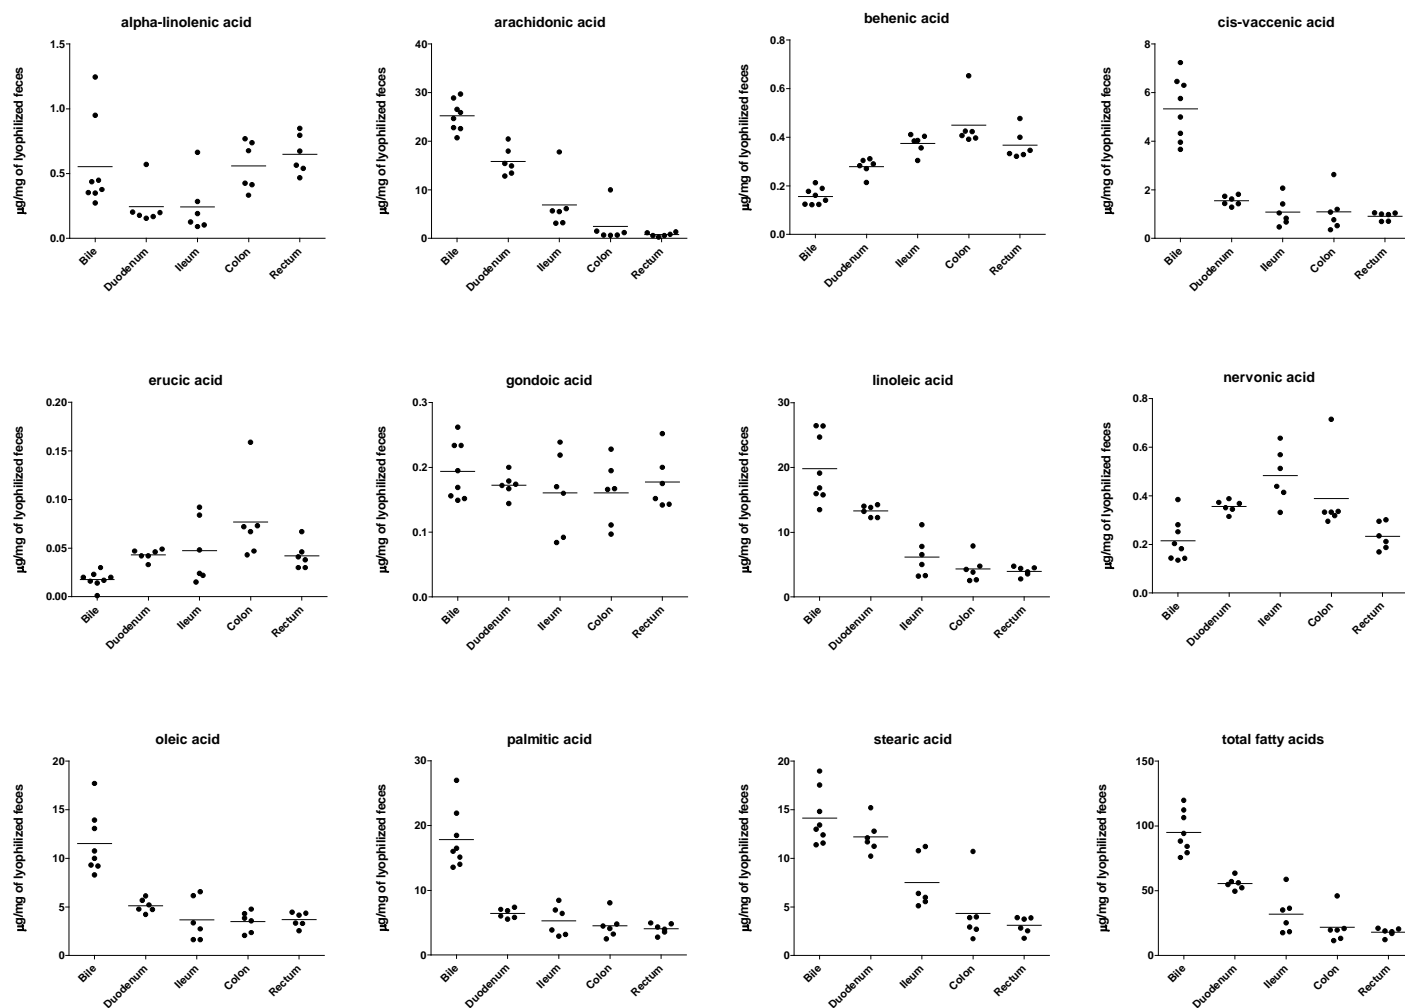 alpha-linolenic acid
µg/mg of lyophilized feces
1.5
1.0
0.5
0.0
Bile
Duodenum
Ileum
Colon
Rectum
arachidonic acid
µg/mg of lyophilized feces
40
30
20
10
0
Bile
Duodenum
Ileum
Colon
Rectum
behenic acid
µg/mg of lyophilized feces
0.8
0.6
0.4
0.2
0.0
Bile
Duodenum
Ileum
Colon
Rectum
cis-vaccenic acid
µg/mg of lyophilized feces
8
6
4
2
0
Bile
Duodenum
Ileum
Colon
Rectum
erucic acid
µg/mg of lyophilized feces
0.20
0.15
0.10
0.05
0.00
Bile
Duodenum
Ileum
Colon
Rectum
gondoic acid
µg/mg of lyophilized feces
0.3
0.2
0.1
0.0
Bile
Duodenum
Ileum
Colon
Rectum
linoleic acid
µg/mg of lyophilized feces
30
20
10
0
Bile
Duodenum
Ileum
Colon
Rectum
nervonic acid
µg/mg of lyophilized feces
0.8
0.6
0.4
0.2
0.0
Bile
Duodenum
Ileum
Colon
Rectum
oleic acid
µg/mg of lyophilized feces
20
15
10
5
0
Bile
Duodenum
Ileum
Colon
Rectum
palmitic acid
µg/mg of lyophilized feces
30
20
10
0
Bile
Duodenum
Ileum
Colon
Rectum
stearic acid
µg/mg of lyophilized feces
20
15
10
5
0
Bile
Duodenum
Ileum
Colon
Rectum
total fatty acids
µg/mg of lyophilized feces
150
100
50
0
Bile
Duodenum
Ileum
Colon
Rectum